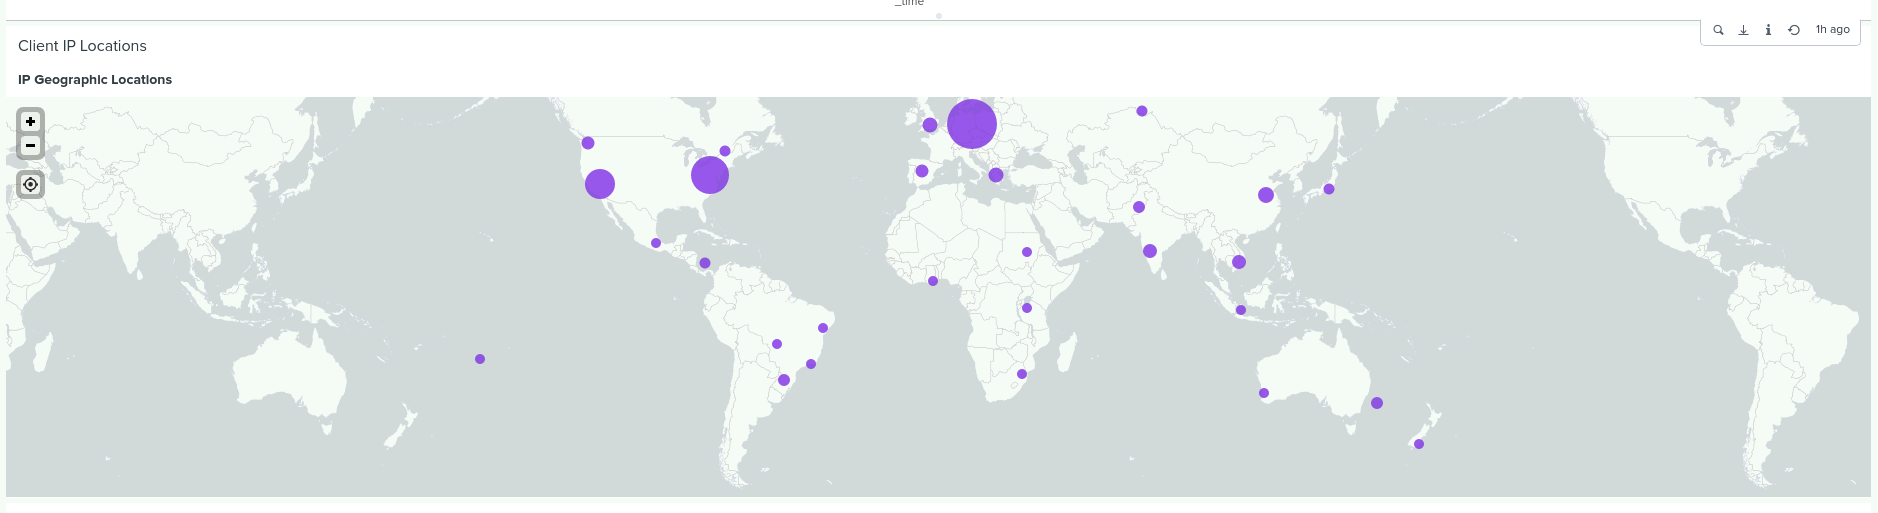 _time
1h ago
Client IP Locations
IP Geographic Locations
+
−